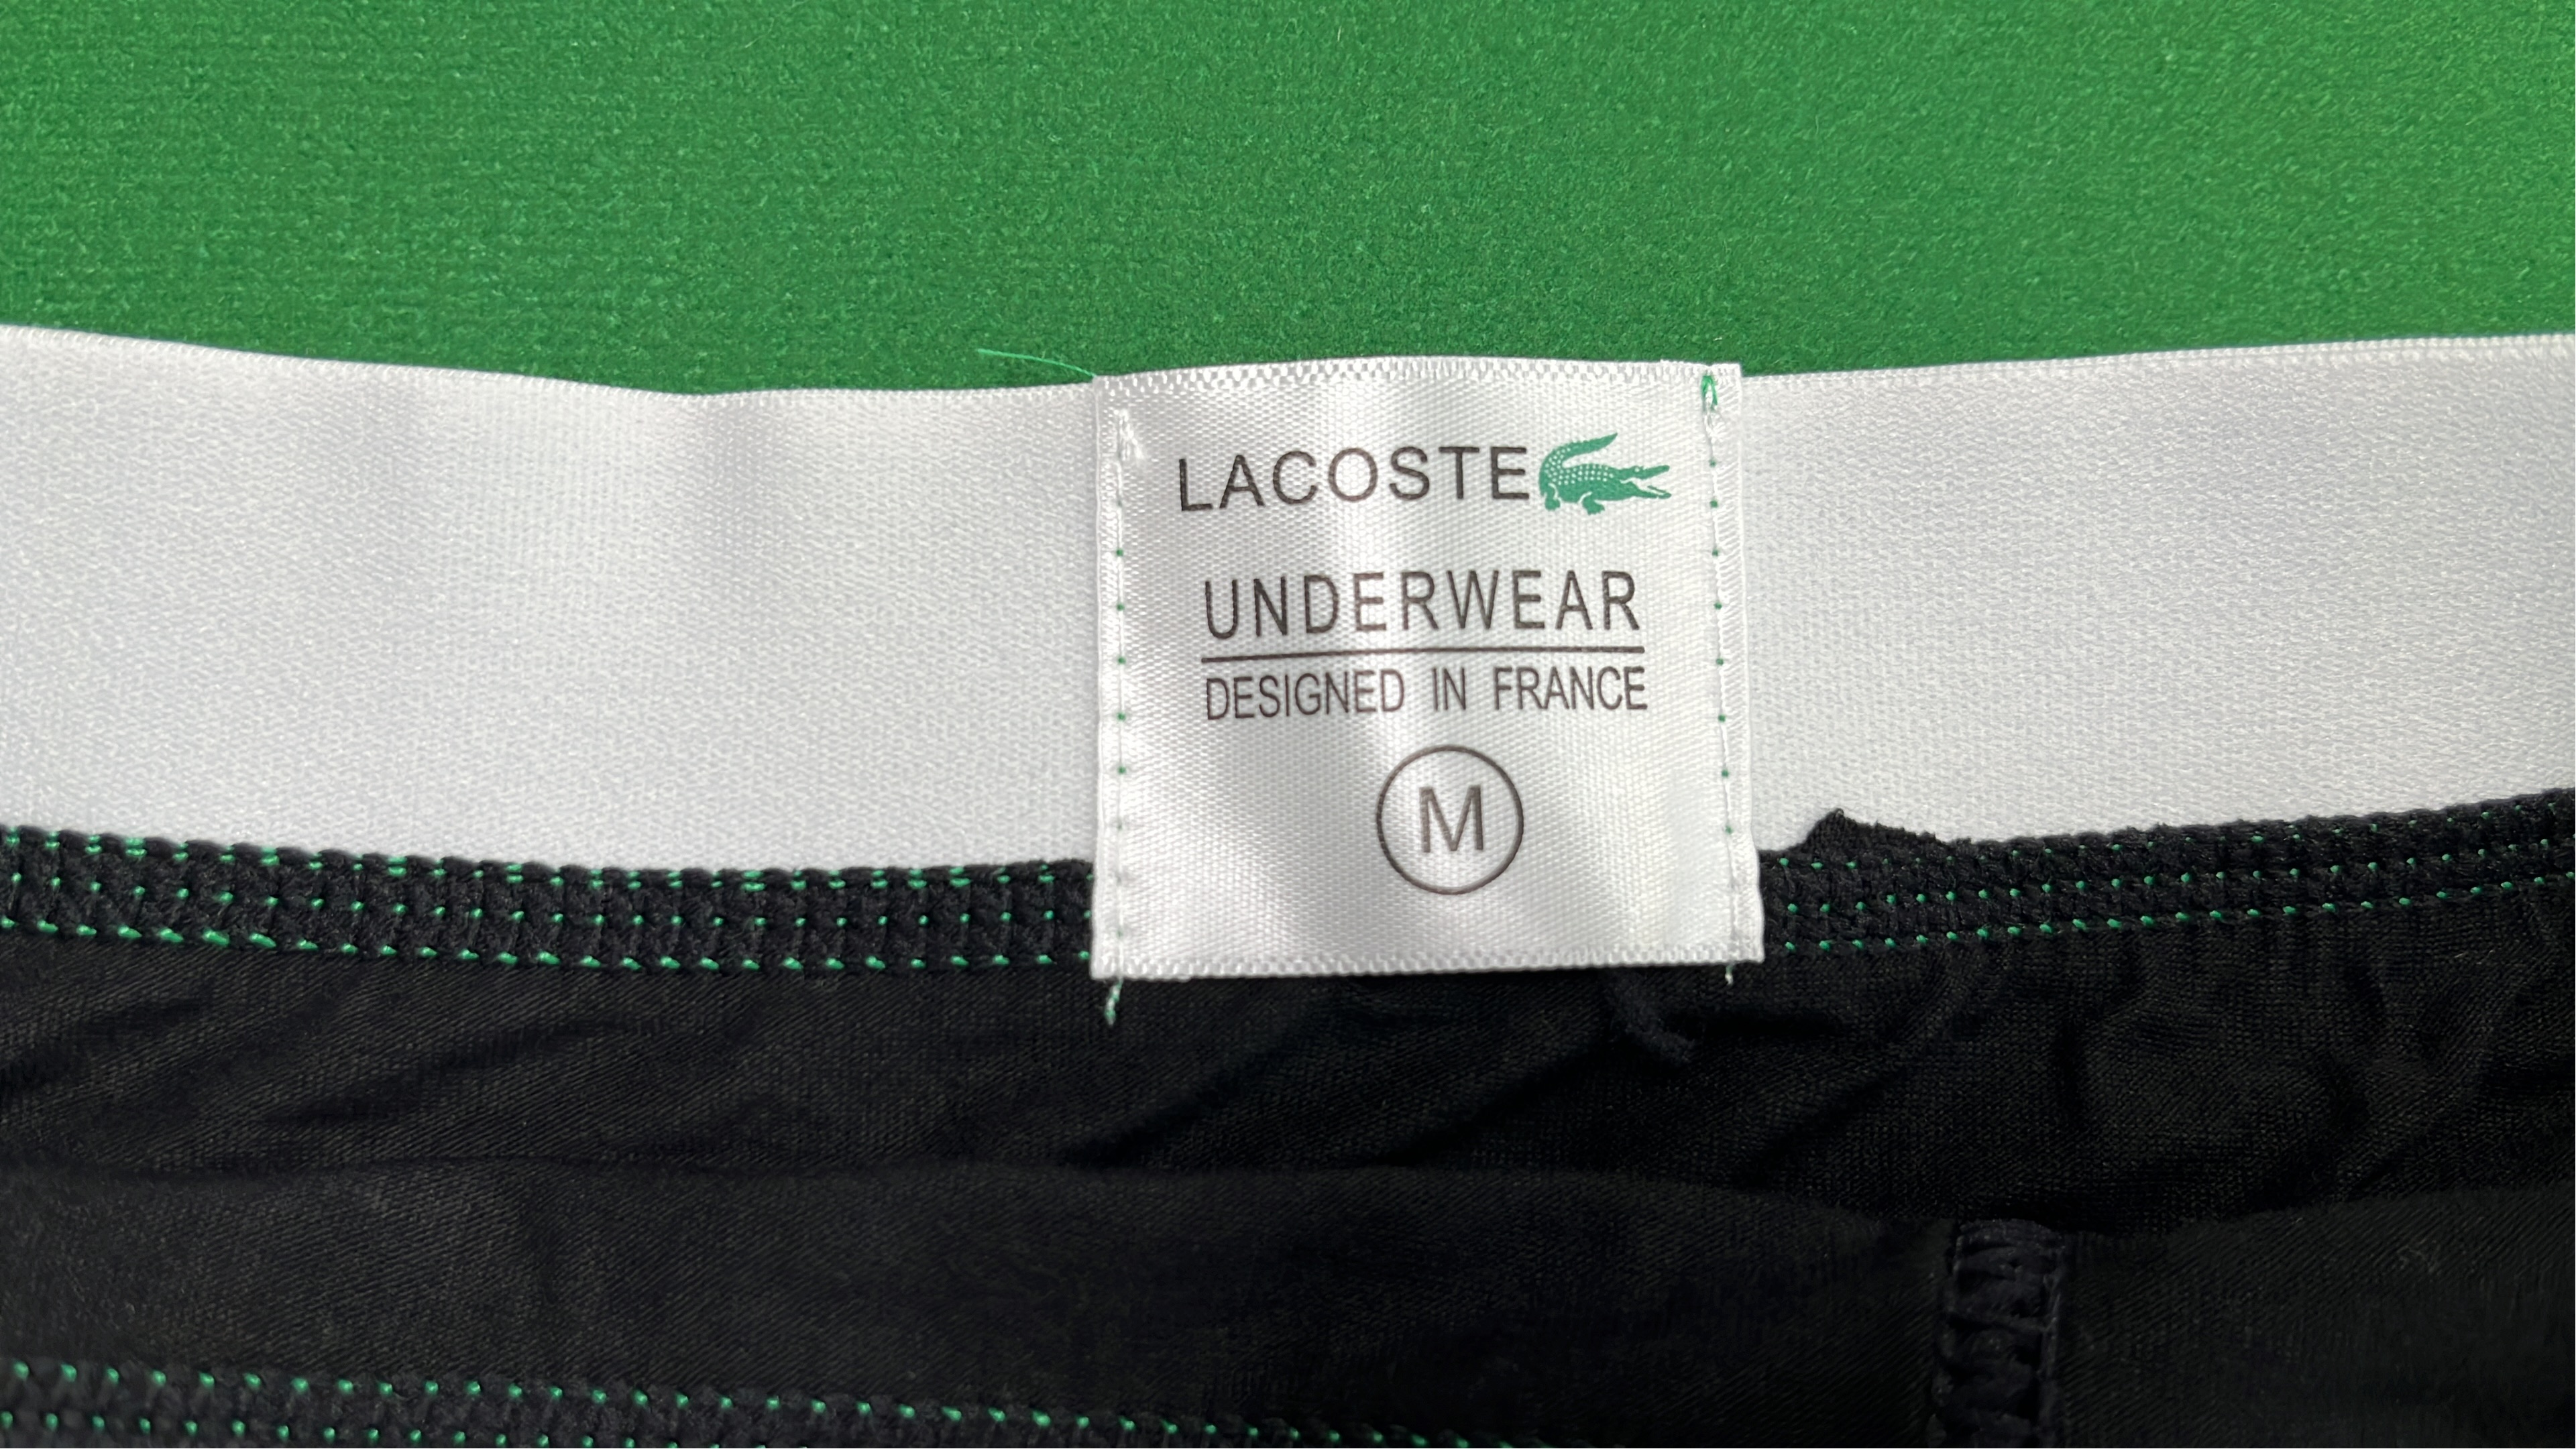 LACOSTE
UNDERWEAR
DESIGNED IN FRANCE
M